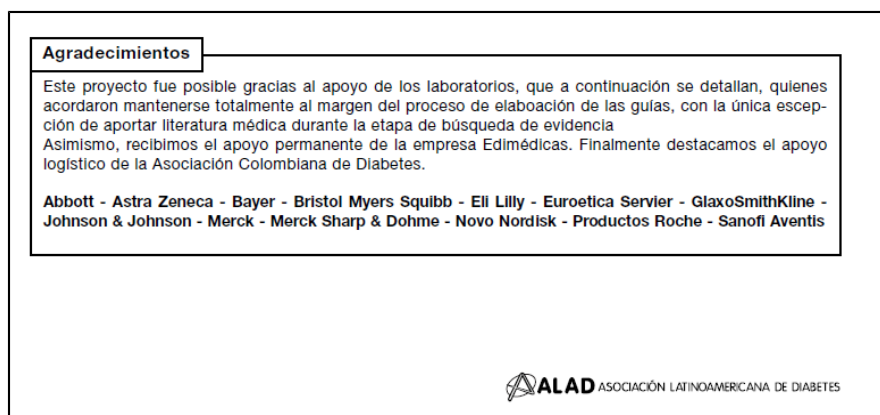 Agradecimientos
Este proyecto fue posible gracias al apoyo de los laboratorios, que a continuación se detallan, quienes
acordaron mantenerse totalmente al margen del proceso de elaboación de las guías, con la única escep-
ción de aportar literatura médica durante la etapa de búsqueda de evidencia
Asimismo, recibimos el apoyo permanente de la empresa Edimédicas. Finalmente destacamos el apoyo
logístico de la Asociación Colombiana de Diabetes.
Abbott - Astra Zeneca - Bayer - Bristol Myers Squibb - Eli Lilly - Euroetica Servier - GlaxoSmithKline -
Johnson & Johnson - Merck - Merck Sharp & Dohme - Novo Nordisk - Productos Roche - Sanofi Aventis
ALAD ASOCIACIÓN LATINOAMERICANA DE DIABETES